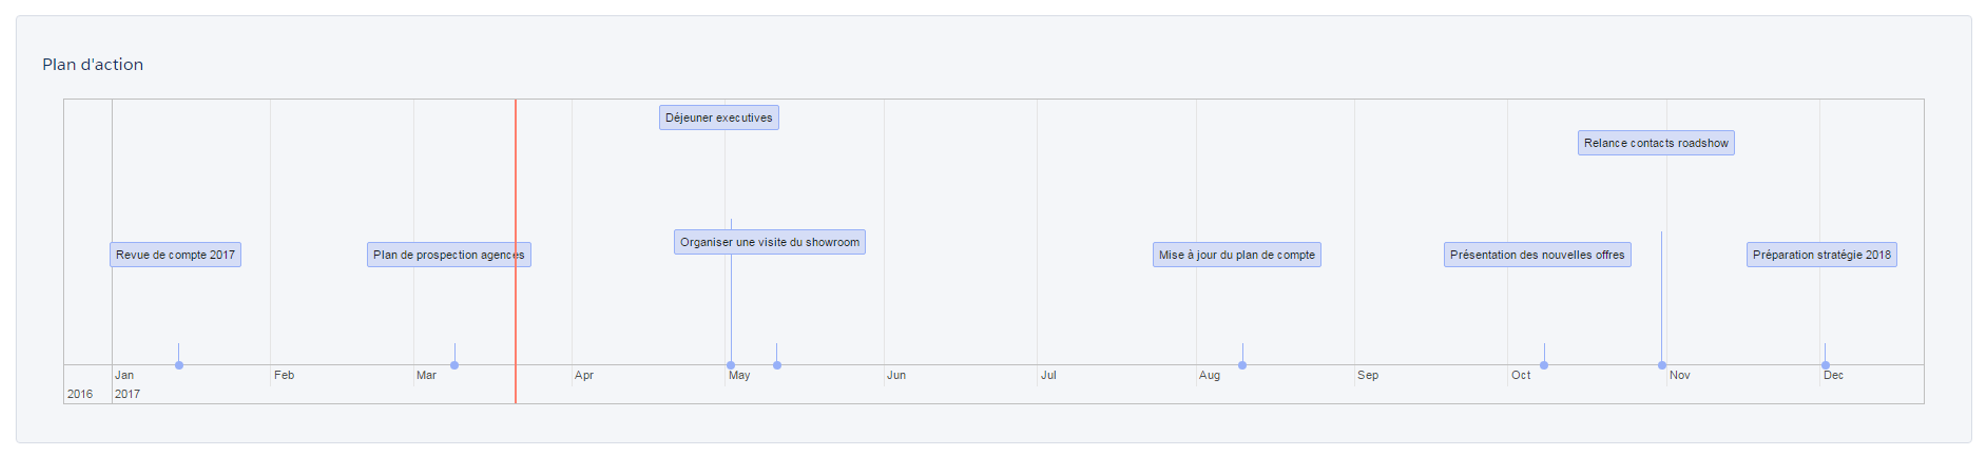 Plan d'action
Déjeuner executives
Relance contacts roadshow
Organiser une visite du showroom
Revue de compte 2017
Plan de prospection agences
Mise à jour du plan de compte
Présentation des nouvelles offres
Préparation stratégie 2018
Jan Feb Mar Apr May Jun Jul Aug Sep Oct Nov Dec
2016 2017